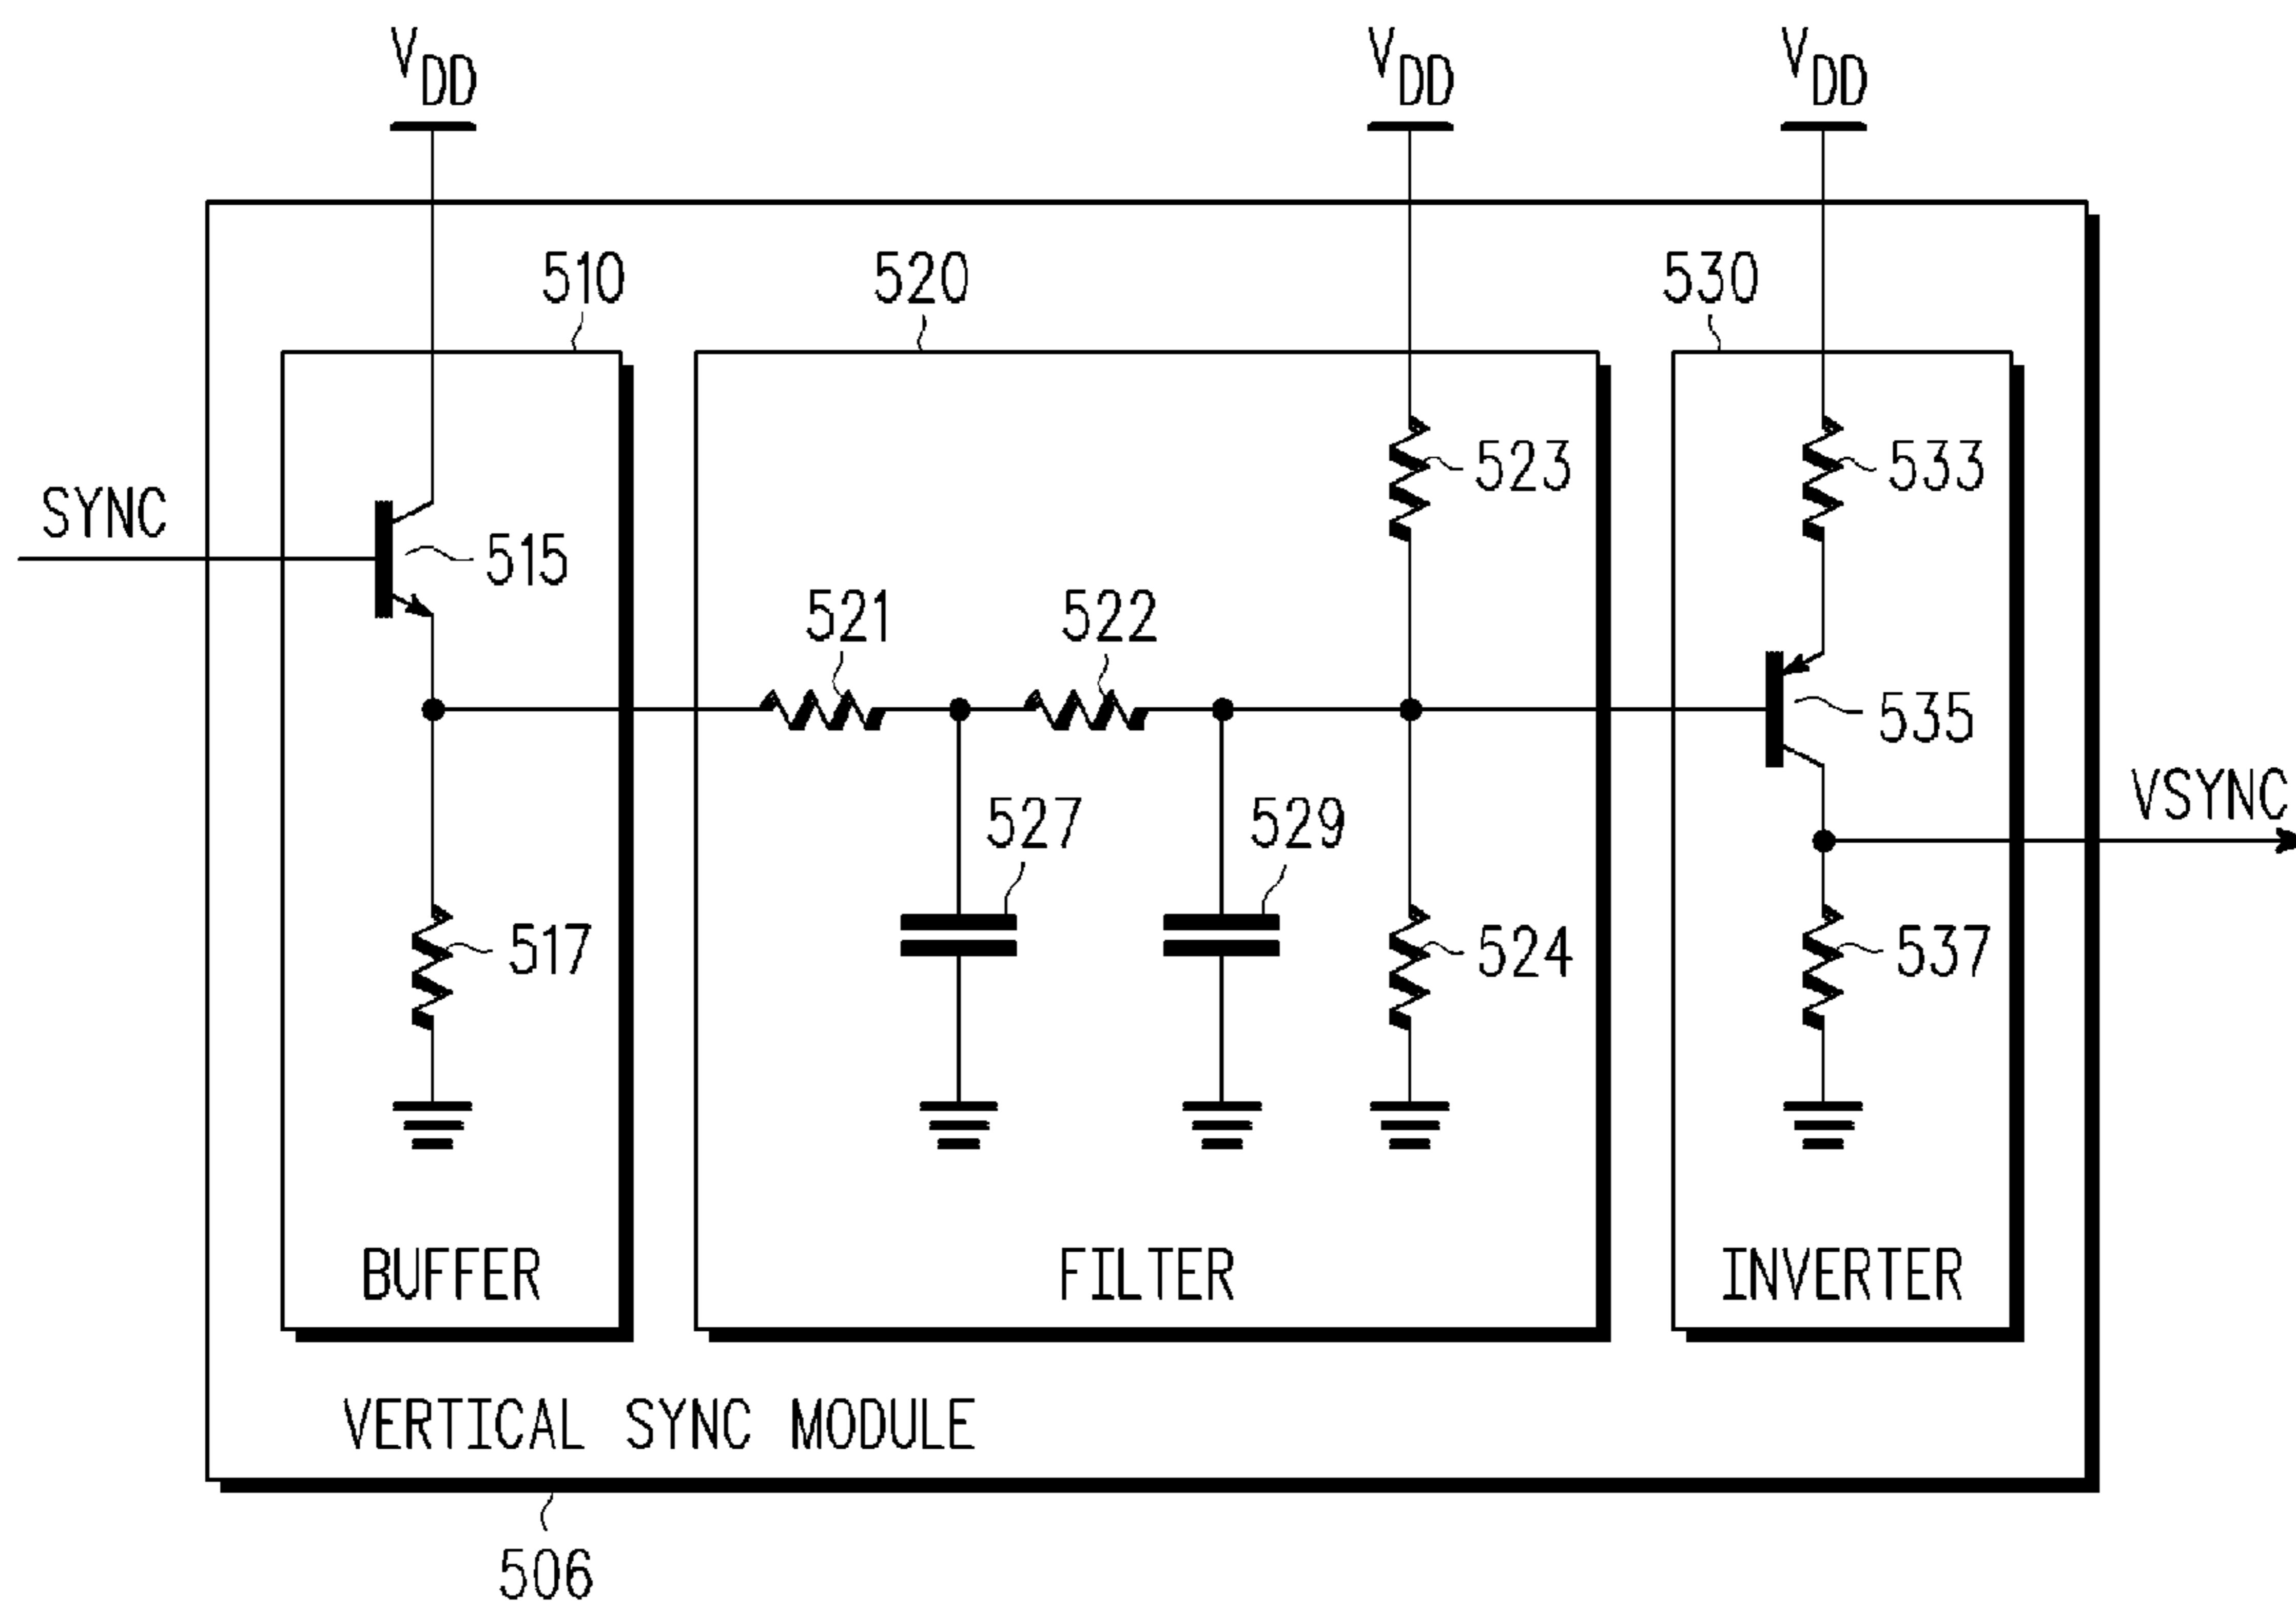 VDD VDD VDD
510 520 530
523 533
SYNC
515
521 522
535
VSYNC
527 529
517 524 537
BUFFER FILTER INVERTER
VERTICAL SYNC MODULE
506